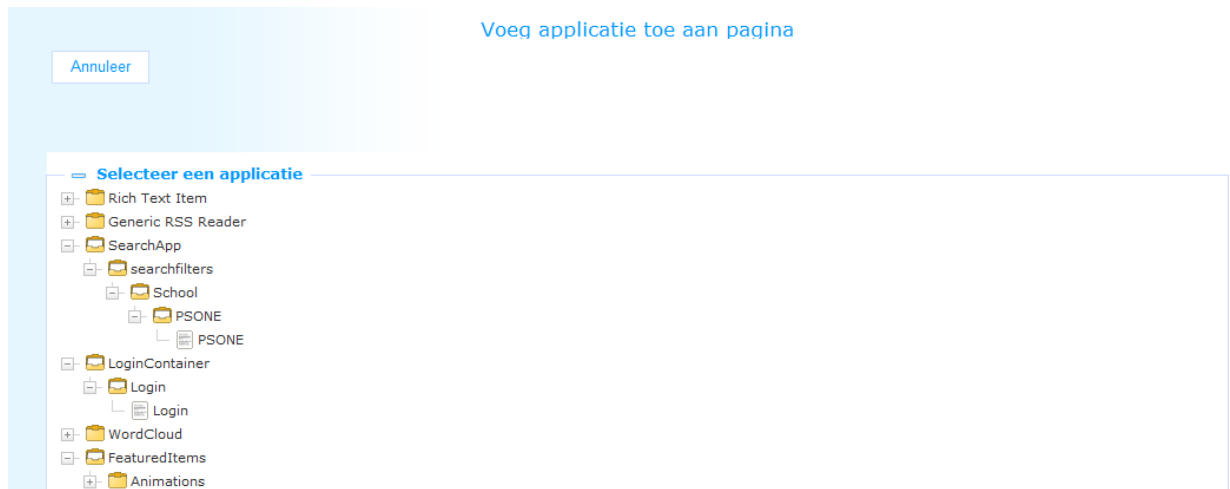 Voeg applicatie toe aan pagina
Annuleer
Selecteer een applicatie
Rich Text Item
Generic RSS Reader
SearchApp
searchfilters
School
PSONE
PSONE
LoginContainer
Login
Login
WordCloud
FeaturedItems
Animations